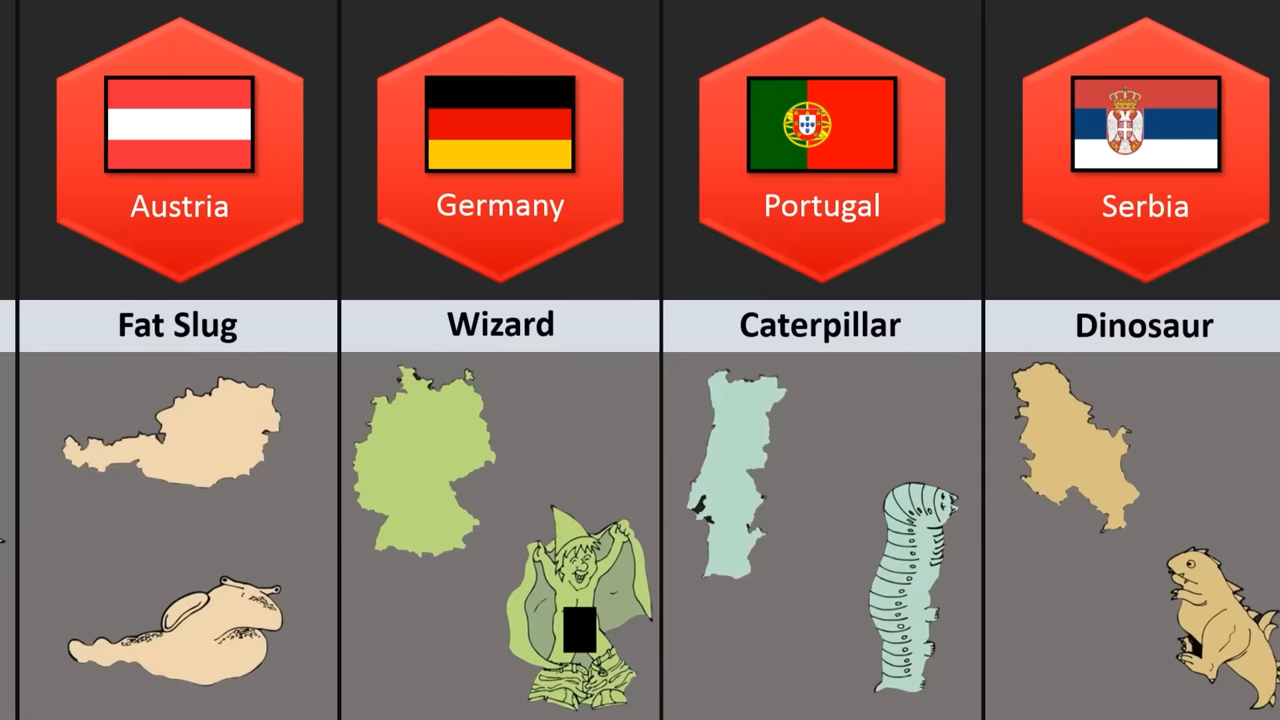 Austria
Germany
Portugal
Serbia
Fat Slug
Wizard
Caterpillar
Dinosaur